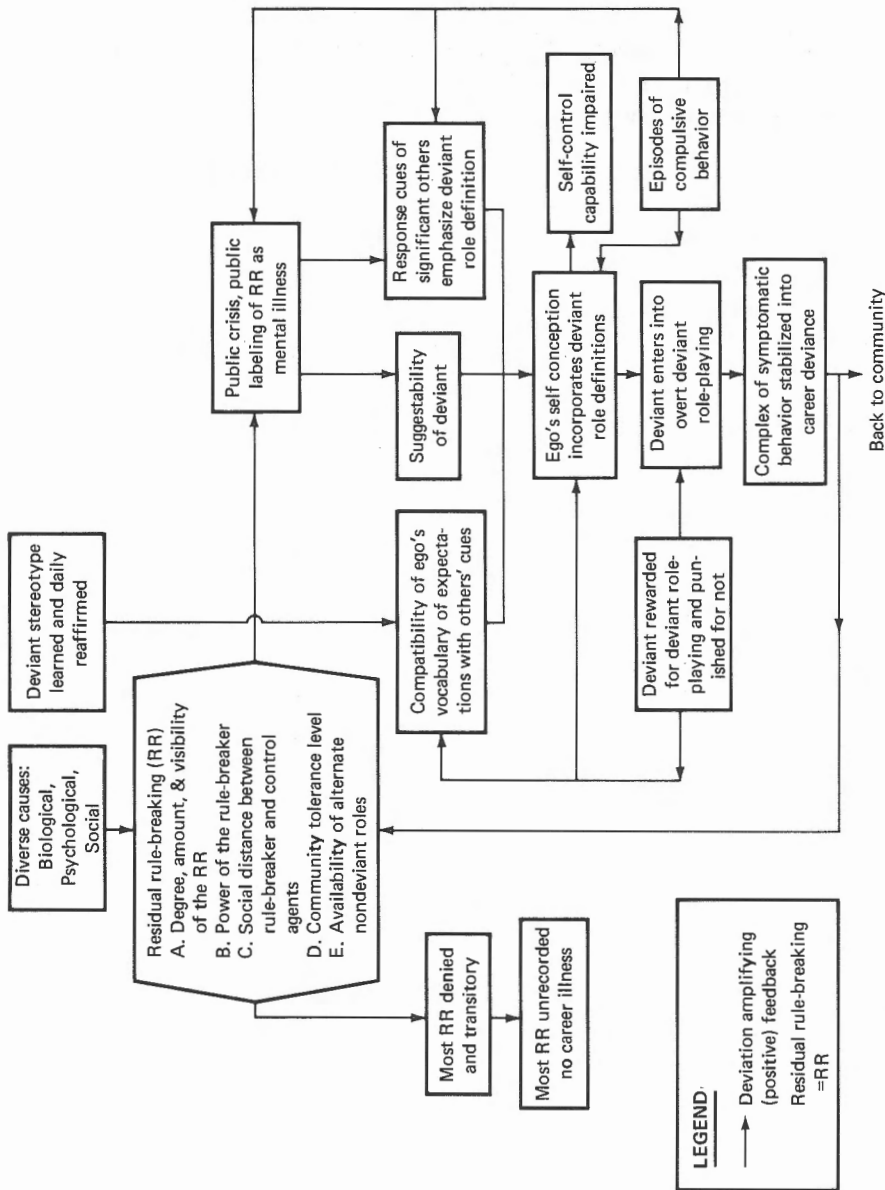 Diverse causes:
Biological,
Psychological,
Social
Deviant stereotype
learned and daily
reaffirmed
Residual rule-breaking (RR)
A. Degree, amount, & visibility
of the RR
B. Power of the rule-breaker
C. Social distance between
rule-breaker and control
agents
D. Community tolerance level
E. Availability of alternate
nondeviant roles
Public crisis, public
labeling of RR as
mental illness
Most RR denied
and transitory
Most RR unrecorded
no career illness
Compatibility of ego's
vocabulary of expecta-
tions with others' cues
Suggestability
of deviant
Response cues of
significant others
emphasize deviant
role definition
Ego's self conception
incorporates deviant
role definitions
Self-control
capability impaired
Deviant rewarded
for deviant role-
playing and pun-
ished for not
Deviant enters into
overt deviant
role-playing
Episodes of
compulsive
behavior
Complex of symptomatic
behavior stabilized into
career deviance
Back to community
LEGEND
Deviation amplifying
(positive) feedback
Residual rule-breaking
=RR